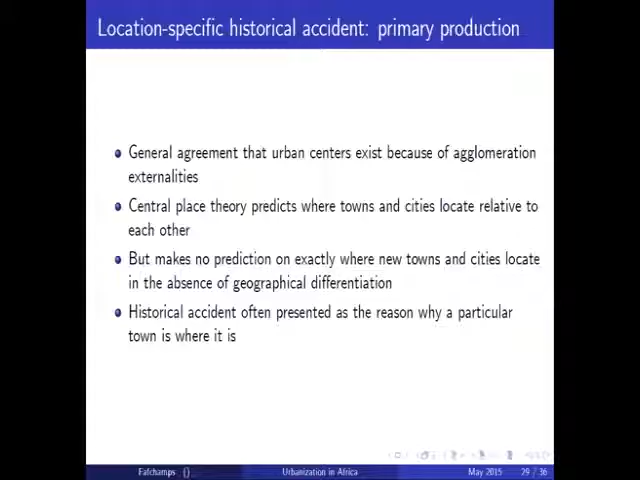 Location-specific historical accident: primary production
General agreement that urban centers exist because of agglomeration
externalities
Central place theory predicts where towns and cities locate relative to
each other
But makes no prediction on exactly where new towns and cities locate
in the absence of geographical differentiation
Historical accident often presented as the reason why a particular
town is where it is
Fafchamps () Urbanization in Africa May 2015 29 / 36